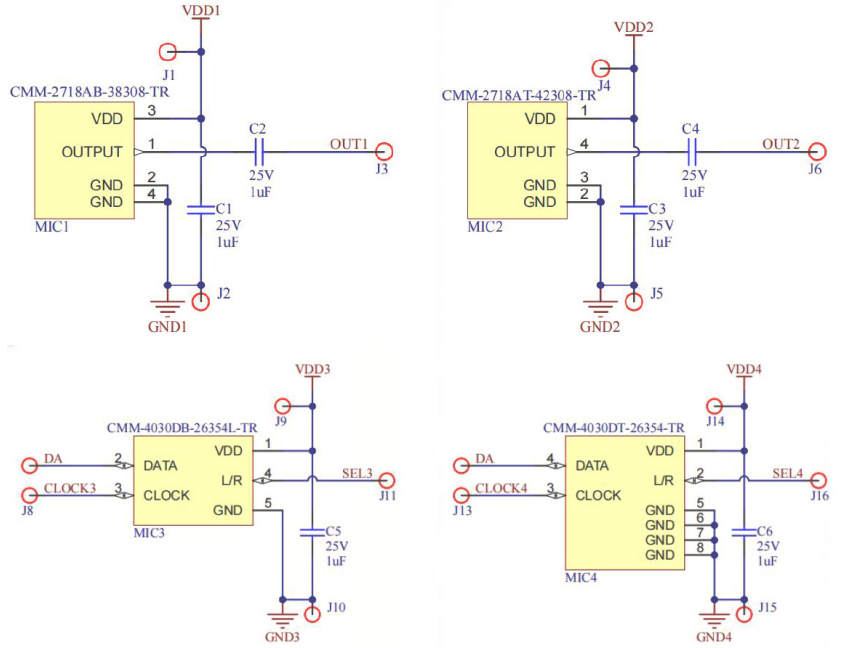 VDD1
J1
CMM-2718AB-38308-TR
VDD 3
OUTPUT 1
C2
25V
1uF
OUT1
J3
GND 2
GND 4
MIC1
C1
25V
1uF
J2
GND1
VDD2
J4
CMM-2718AT-42308-TR
VDD 1
OUTPUT 4
C4
25V
1uF
OUT2
J6
GND 3
GND 2
MIC2
C3
25V
1uF
J5
GND2
VDD3
J9
CMM-4030DB-26354L-TR
DA 2 DATA
VDD 1
CLOCK3 3 CLOCK
J8
L/R 4 SEL3
J11
GND 5
MIC3
C5
25V
1uF
J10
GND3
VDD4
J14
CMM-4030DT-26354-TR
DA 4 DATA
VDD 1
CLOCK4 3 CLOCK
J13
L/R 2 SEL4
J16
GND 5
GND 6
GND 7
GND 8
MIC4
C6
25V
1uF
J15
GND4